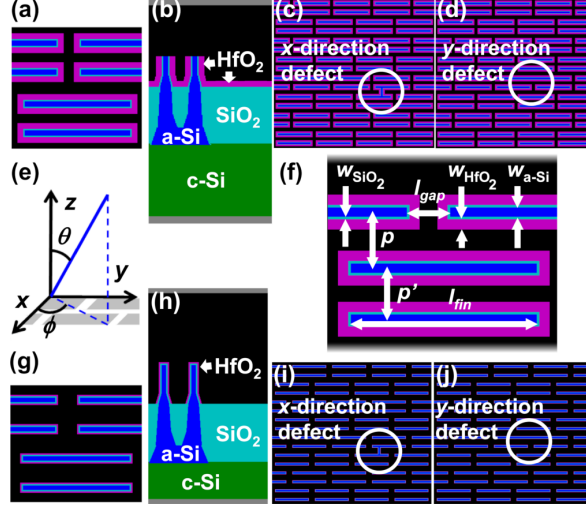 (a)
(b)
HfO2
SiO2
a-Si
c-Si
(c)
x-direction
defect
(d)
y-direction
defect
(e)
z
θ
y
x
ϕ
(f)
wSiO2
lgap
wHfO2
wa-Si
p
p'
lfin
(g)
(h)
HfO2
SiO2
a-Si
c-Si
(i)
x-direction
defect
(j)
y-direction
defect